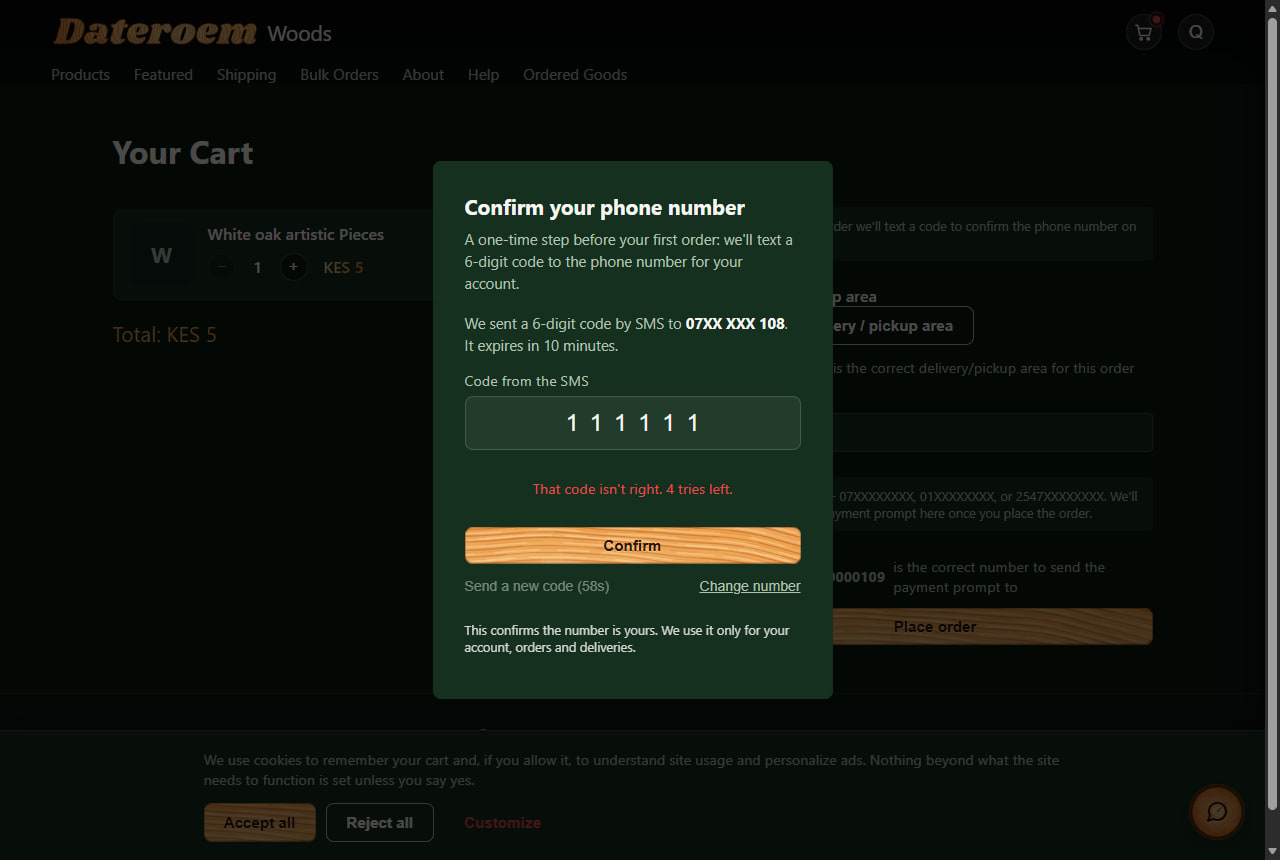 Dateroem Woods
Q
Products Featured Shipping Bulk Orders About Help Ordered Goods
Your Cart
W
White oak artistic Pieces
− 1 + KES 5
Total: KES 5
Confirm your phone number
A one-time step before your first order: we'll text a
6-digit code to the phone number for your
account.
We sent a 6-digit code by SMS to 07XX XXX 108.
It expires in 10 minutes.
Code from the SMS
1 1 1 1 1 1
That code isn't right. 4 tries left.
Confirm
Send a new code (58s) Change number
This confirms the number is yours. We use it only for your
account, orders and deliveries.
we'll text a code to confirm the phone number on
area
/ pickup area
is the correct delivery/pickup area for this order
07XXXXXXXX, 01XXXXXXXX, or 2547XXXXXXXX. We'll
prompt here once you place the order.
000109 is the correct number to send the
payment prompt to
Place order
We use cookies to remember your cart and, if you allow it, to understand site usage and personalize ads. Nothing beyond what the site
needs to function is set unless you say yes.
Accept all Reject all Customize